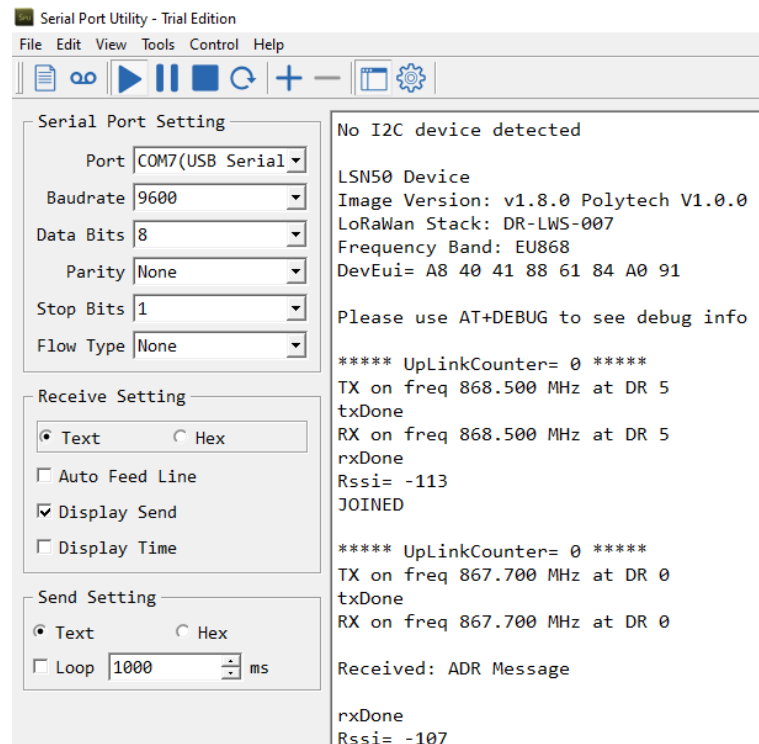 Serial Port Utility - Trial Edition
File Edit View Tools Control Help
Serial Port Setting
Port COM7(USB Serial
Baudrate 9600
Data Bits 8
Parity None
Stop Bits 1
Flow Type None
Receive Setting
Text Hex
Auto Feed Line
Display Send
Display Time
Send Setting
Text Hex
Loop 1000 ms
No I2C device detected
LSN50 Device
Image Version: v1.8.0 Polytech V1.0.0
LoRaWan Stack: DR-LWS-007
Frequency Band: EU868
DevEui= A8 40 41 88 61 84 A0 91
Please use AT+DEBUG to see debug info
***** UpLinkCounter= 0 *****
TX on freq 868.500 MHz at DR 5
txDone
RX on freq 868.500 MHz at DR 5
rxDone
Rssi= -113
JOINED
***** UpLinkCounter= 0 *****
TX on freq 867.700 MHz at DR 0
txDone
RX on freq 867.700 MHz at DR 0
Received: ADR Message
rxDone
Rssi= -107